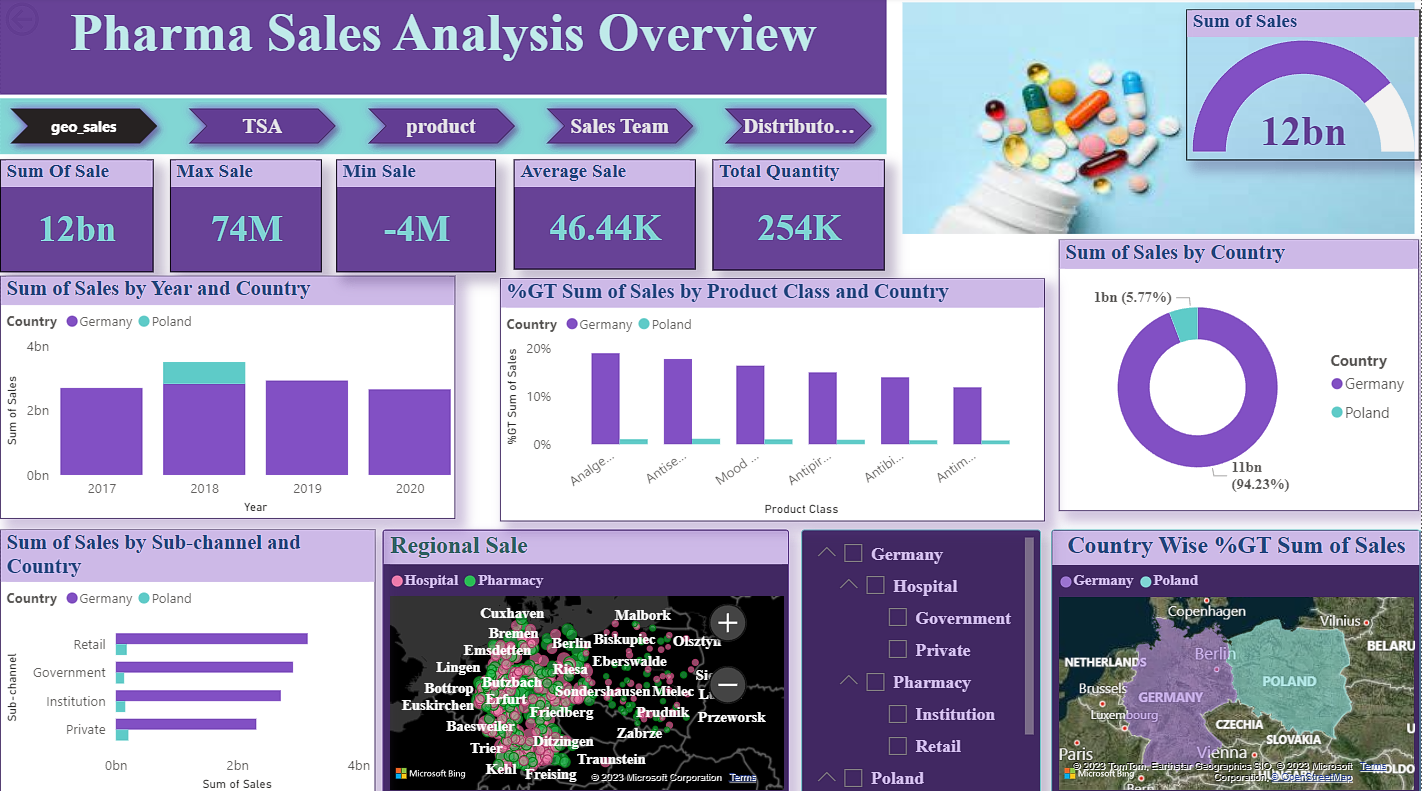 Pharma Sales Analysis Overview
geo_sales
TSA
product
Sales Team
Distributo...
Sum of Sales
12bn
Sum Of Sale
12bn
Max Sale
74M
Min Sale
-4M
Average Sale
46.44K
Total Quantity
254K
Sum of Sales by Year and Country
Country Germany Poland
4bn
2bn
0bn
Sum of Sales
2017 2018 2019 2020
Year
%GT Sum of Sales by Product Class and Country
Country Germany Poland
20%
10%
0%
%GT Sum of Sales
Analge... Antise... Mood ... Antipir... Antibi... Antim...
Product Class
Sum of Sales by Country
1bn (5.77%)
11bn
(94.23%)
Country
Germany
Poland
Sum of Sales by Sub-channel and
Country
Country Germany Poland
Sub-channel
Retail
Government
Institution
Private
0bn 2bn 4bn
Sum of Sales
Regional Sale
Hospital Pharmacy
Cuxhaven
Malbork
Bremen
Biskupiec
Olsztyn
Berlin
Emsdetten
Eberswalde
Lingen
Riesa
Butzbach
Bottrop
Sondershausen
Mielec
Erfurt
Euskirchen
Friedberg
Prudnik
Przeworsk
Baesweiler
Zabrze
Ditzingen
Trier
Traunstein
Kehl
Freising
+
−
Microsoft Bing
© 2023 Microsoft Corporation Terms
Germany
Hospital
Government
Private
Pharmacy
Institution
Retail
Poland
Country Wise %GT Sum of Sales
Germany Poland
Copenhagen
Vilnius
BELARU
NETHERLANDS
Berlin
Brussels
GERMANY
POLAND
Luxembourg
CZECHIA
SLOVAKIA
Paris
Vienna
Microsoft Bing
© 2023 TomTom, Earthstar Geographics SIO, © 2023 Microsoft Terms
Corporation, © OpenStreetMap